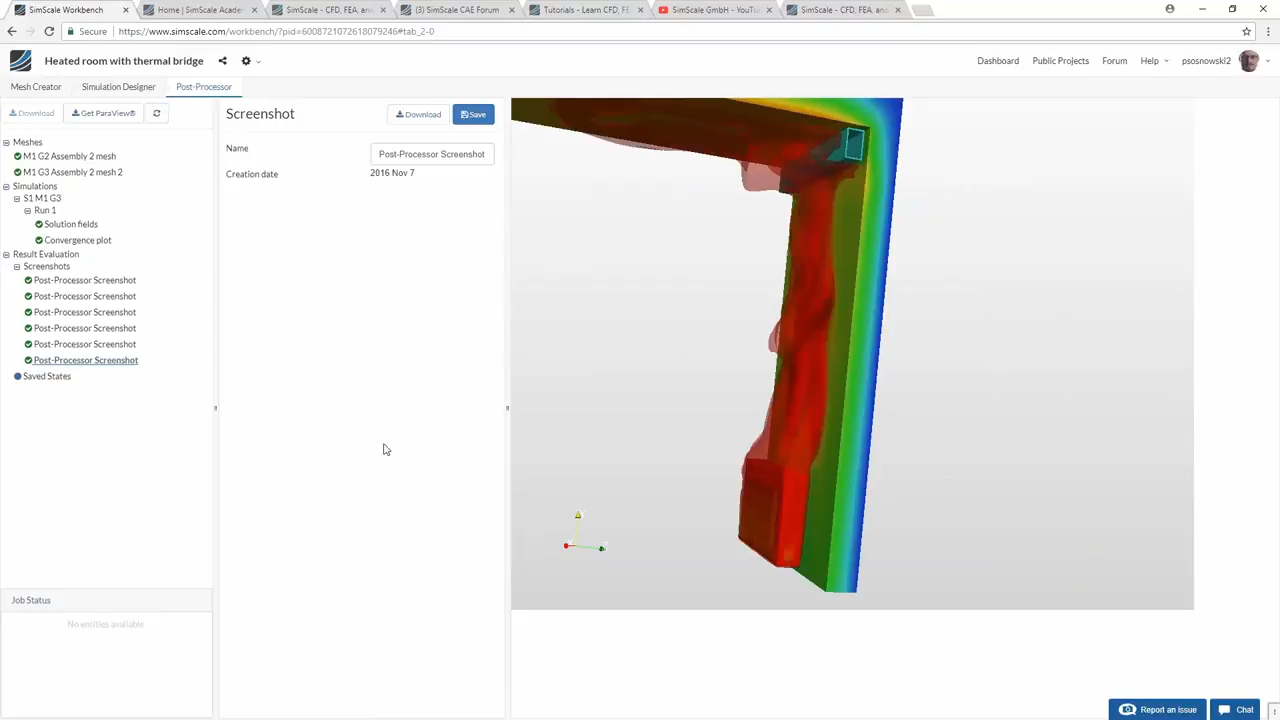 SimScale Workbench
Home | SimScale Acade
SimScale - CFD, FEA, an
(3) SimScale CAE Forum
Tutorials - Learn CFD, FE
SimScale GmbH - YouTu
SimScale - CFD, FEA, an
Secure
https://www.simscale.com/workbench/?pid=6008721072618079246#tab_2-0
Heated room with thermal bridge
Dashboard
Public Projects
Forum
Help
psosnowski2
Mesh Creator
Simulation Designer
Post-Processor
Download
Get ParaView®
Screenshot
Download
Save
Name
Post-Processor Screenshot
Creation date
2016 Nov 7
Meshes
M1 G2 Assembly 2 mesh
M1 G3 Assembly 2 mesh 2
Simulations
S1 M1 G3
Run 1
Solution fields
Convergence plot
Result Evaluation
Screenshots
Post-Processor Screenshot
Post-Processor Screenshot
Post-Processor Screenshot
Post-Processor Screenshot
Post-Processor Screenshot
Post-Processor Screenshot
Saved States
Job Status
No entities available
Report an issue
Chat